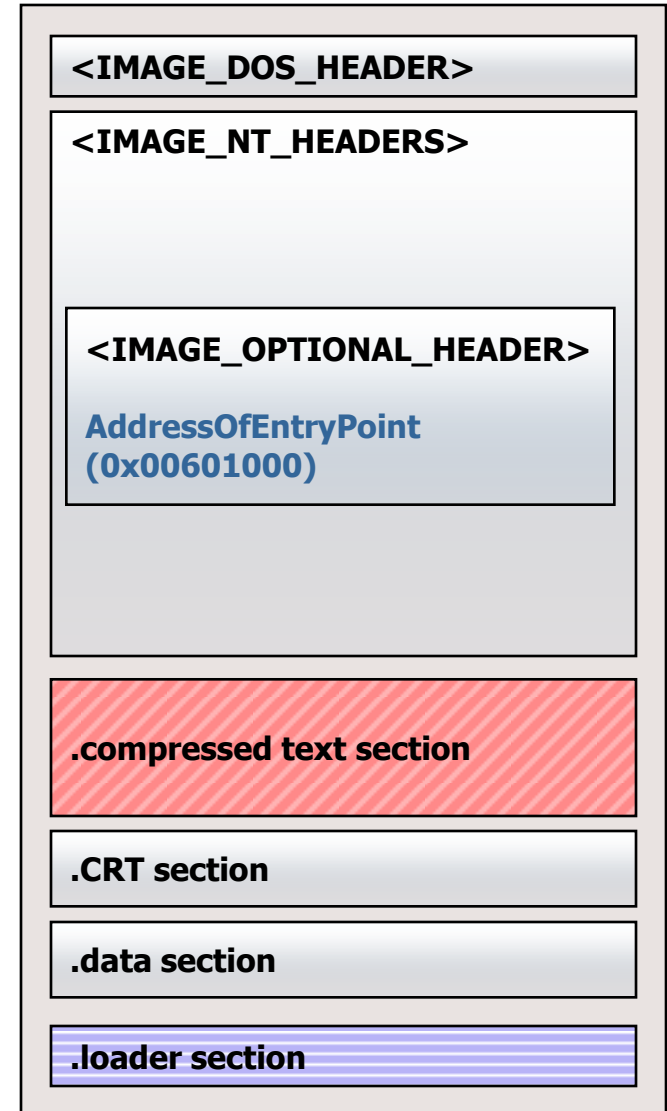 <IMAGE_DOS_HEADER>
<IMAGE_NT_HEADERS>
<IMAGE_OPTIONAL_HEADER>
AddressOfEntryPoint
(0x00601000)
.compressed text section
.CRT section
.data section
.loader section